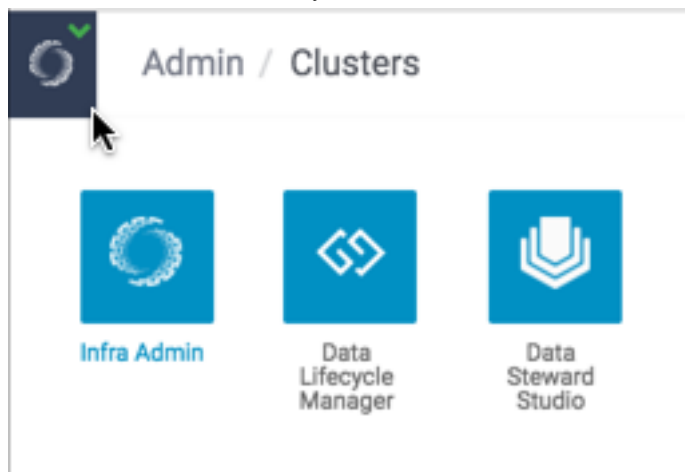 Admin / Clusters
Infra Admin
Data
Lifecycle
Manager
Data
Steward
Studio